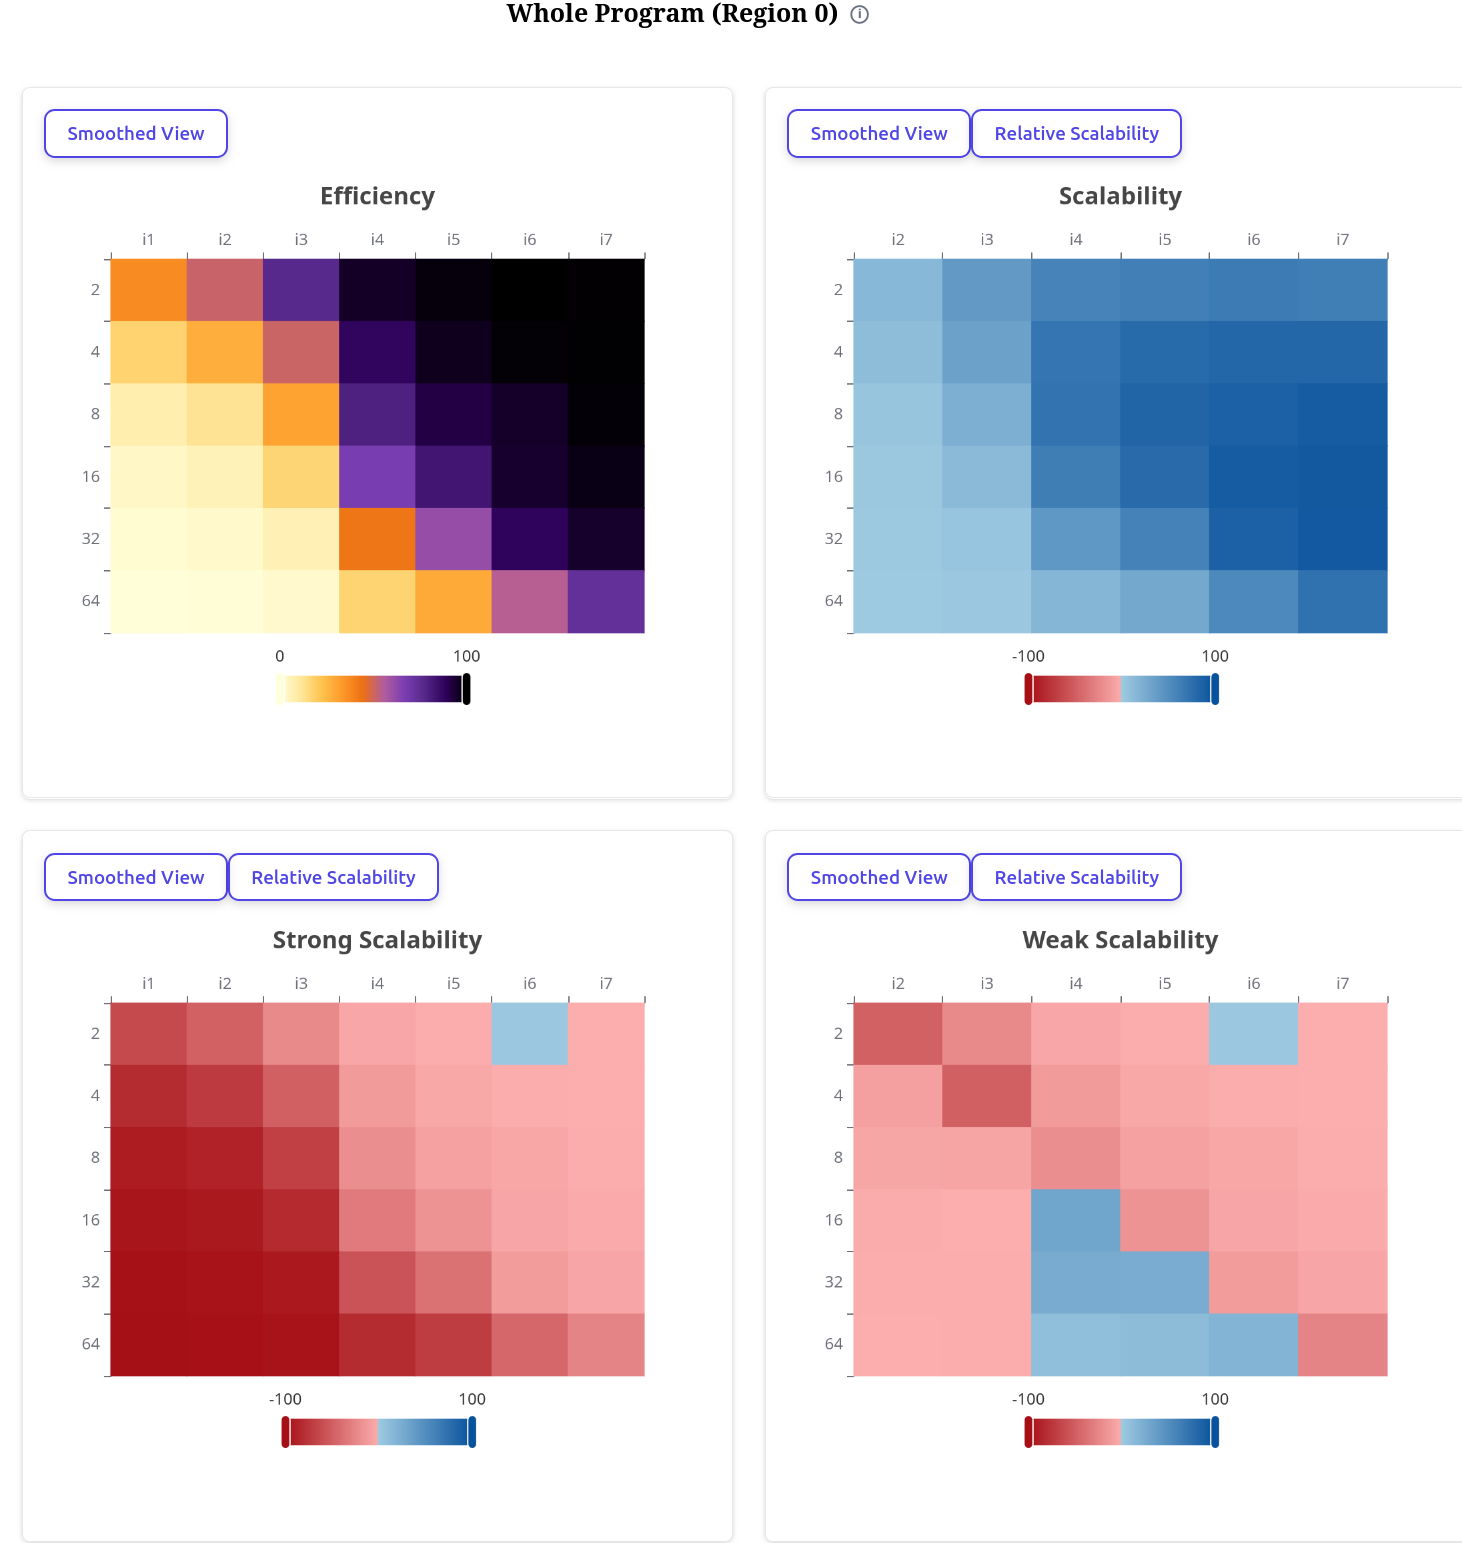 Whole Program (Region 0)
Smoothed View
Efficiency
i1 i2 i3 i4 i5 i6 i7
2
4
8
16
32
64
0 100
Smoothed View Relative Scalability
Scalability
i2 i3 i4 i5 i6 i7
2
4
8
16
32
64
-100 100
Smoothed View Relative Scalability
Strong Scalability
i1 i2 i3 i4 i5 i6 i7
2
4
8
16
32
64
-100 100
Smoothed View Relative Scalability
Weak Scalability
i2 i3 i4 i5 i6 i7
2
4
8
16
32
64
-100 100